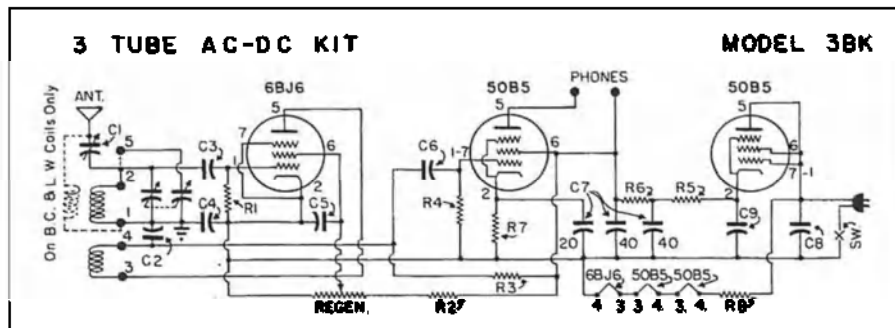 3 TUBE AC-DC KIT
MODEL 3BK
6BJ6
50B5
PHONES
50B5
ANT.
C1
5
5
5
On B.C. & L.W Coils Only
5
7
C3
1
6
C6
1-7
6
6
7
-1
2
2
2
2
1
4
3
C4
R1
C5
C2
R4
R7
C7
R6
R5
C9
C8
SW.
20
40
40
R3
REGEN.
R2
6BJ6
50B5
50B5
4
3
3
4
3
4
R8